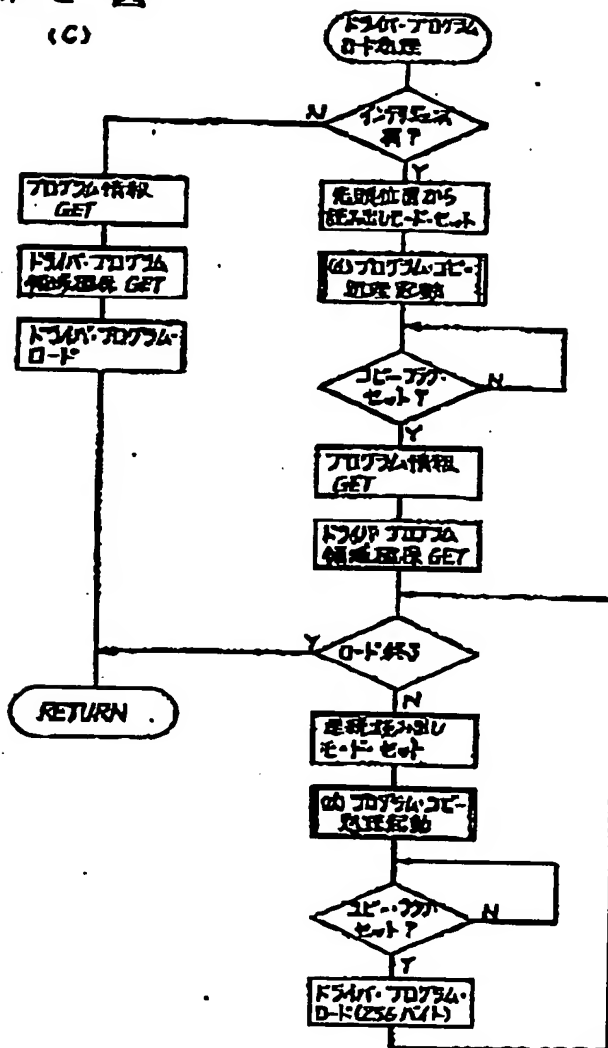 (C)
ドライバ・プログラム
ロード処理
インテリジェンス
有?
N
Y
プログラム情報
GET
ドライバ・プログラム
領域確保 GET
ドライバ・プログラム・
ロード
先頭位置から
読み出しモード・セット
(d)プログラム・コピー
処理起動
コピーフラグ・
セット?
N
Y
プログラム情報
GET
ドライバ プログラム
領域確保 GET
ロード終了
Y
N
RETURN
連続読み出し
モード・セット
(d)プログラム・コピー
処理起動
コピー・フラグ・
セット?
N
Y
ドライバ・プログラム・
ロード(256バイト)